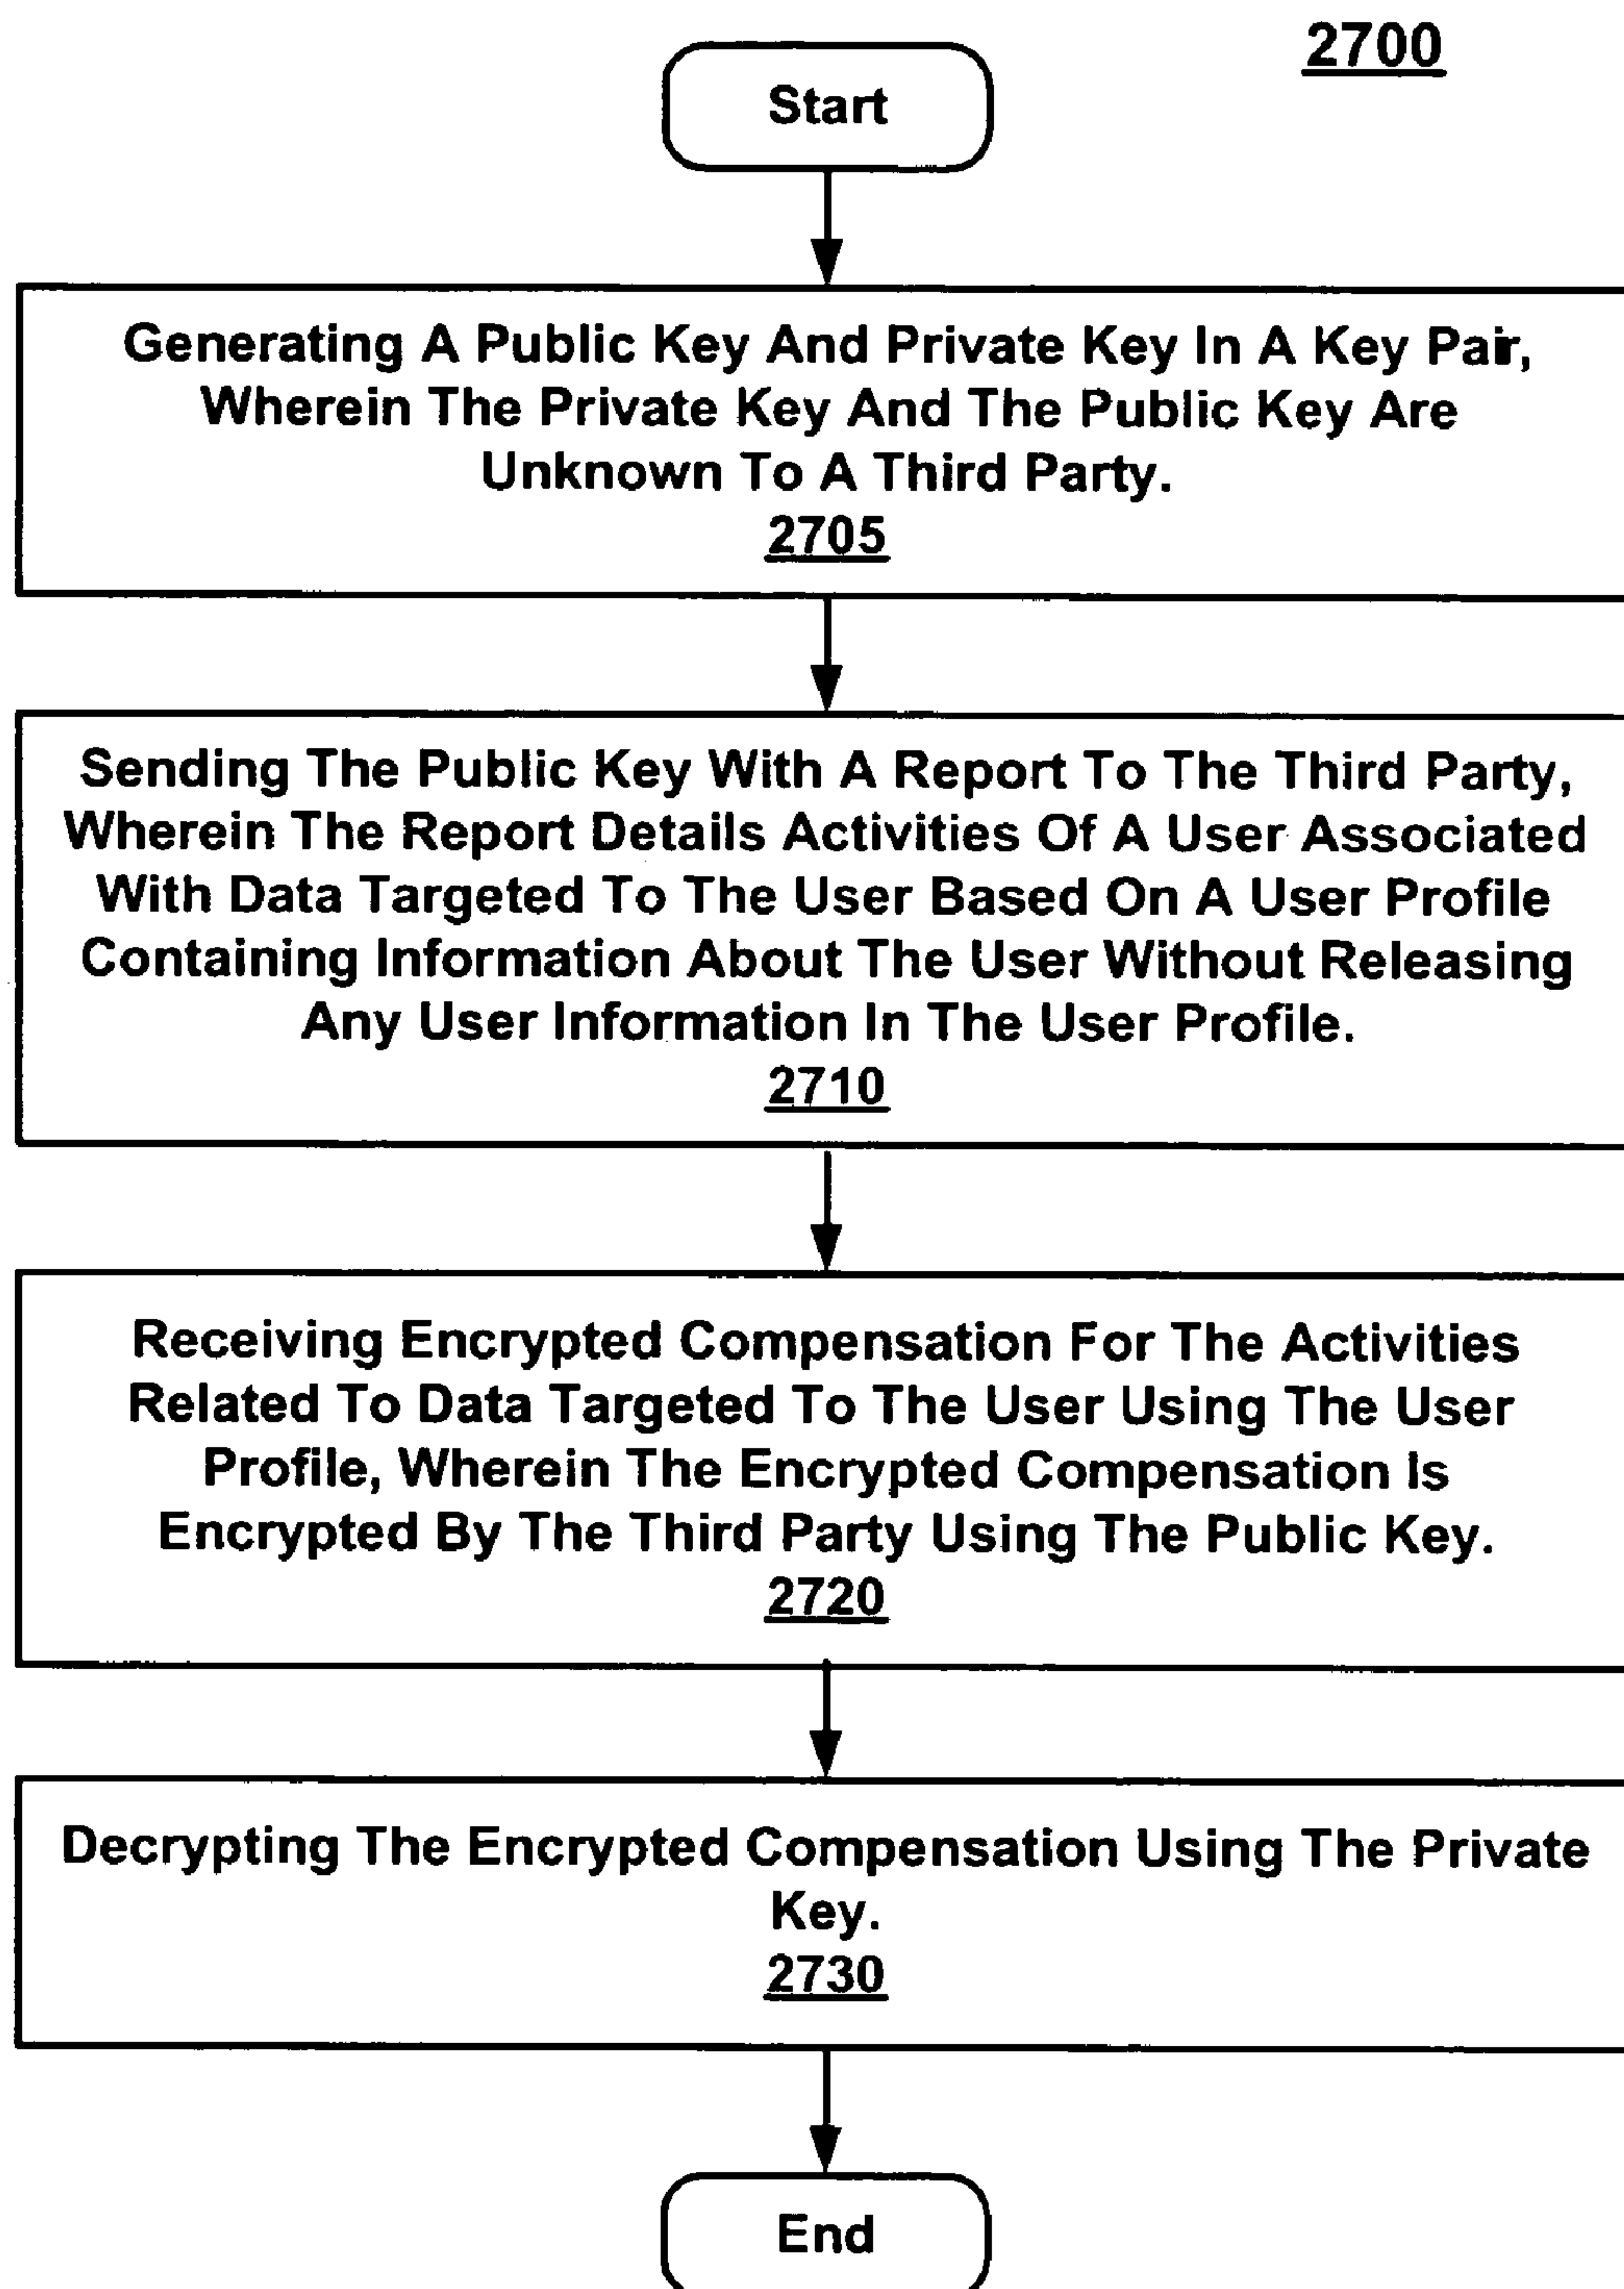 2700
Start
Generating A Public Key And Private Key In A Key Pair,
Wherein The Private Key And The Public Key Are
Unknown To A Third Party.
2705
Sending The Public Key With A Report To The Third Party,
Wherein The Report Details Activities Of A User Associated
With Data Targeted To The User Based On A User Profile
Containing Information About The User Without Releasing
Any User Information In The User Profile.
2710
Receiving Encrypted Compensation For The Activities
Related To Data Targeted To The User Using The User
Profile, Wherein The Encrypted Compensation Is
Encrypted By The Third Party Using The Public Key.
2720
Decrypting The Encrypted Compensation Using The Private
Key.
2730
End